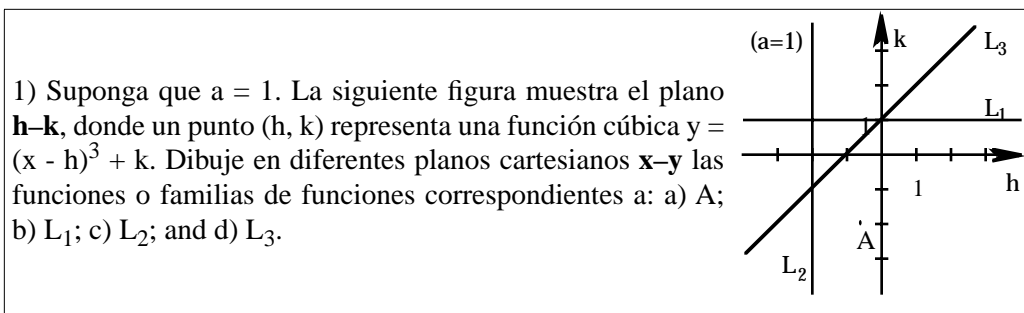 1) Suponga que a = 1. La siguiente figura muestra el plano
h–k, donde un punto (h, k) representa una función cúbica y =
(x - h)³ + k. Dibuje en diferentes planos cartesianos x–y las
funciones o familias de funciones correspondientes a: a) A;
b) L₁; c) L₂; and d) L₃.
(a=1)
k
L₃
L₁
1
1
h
A
L₂